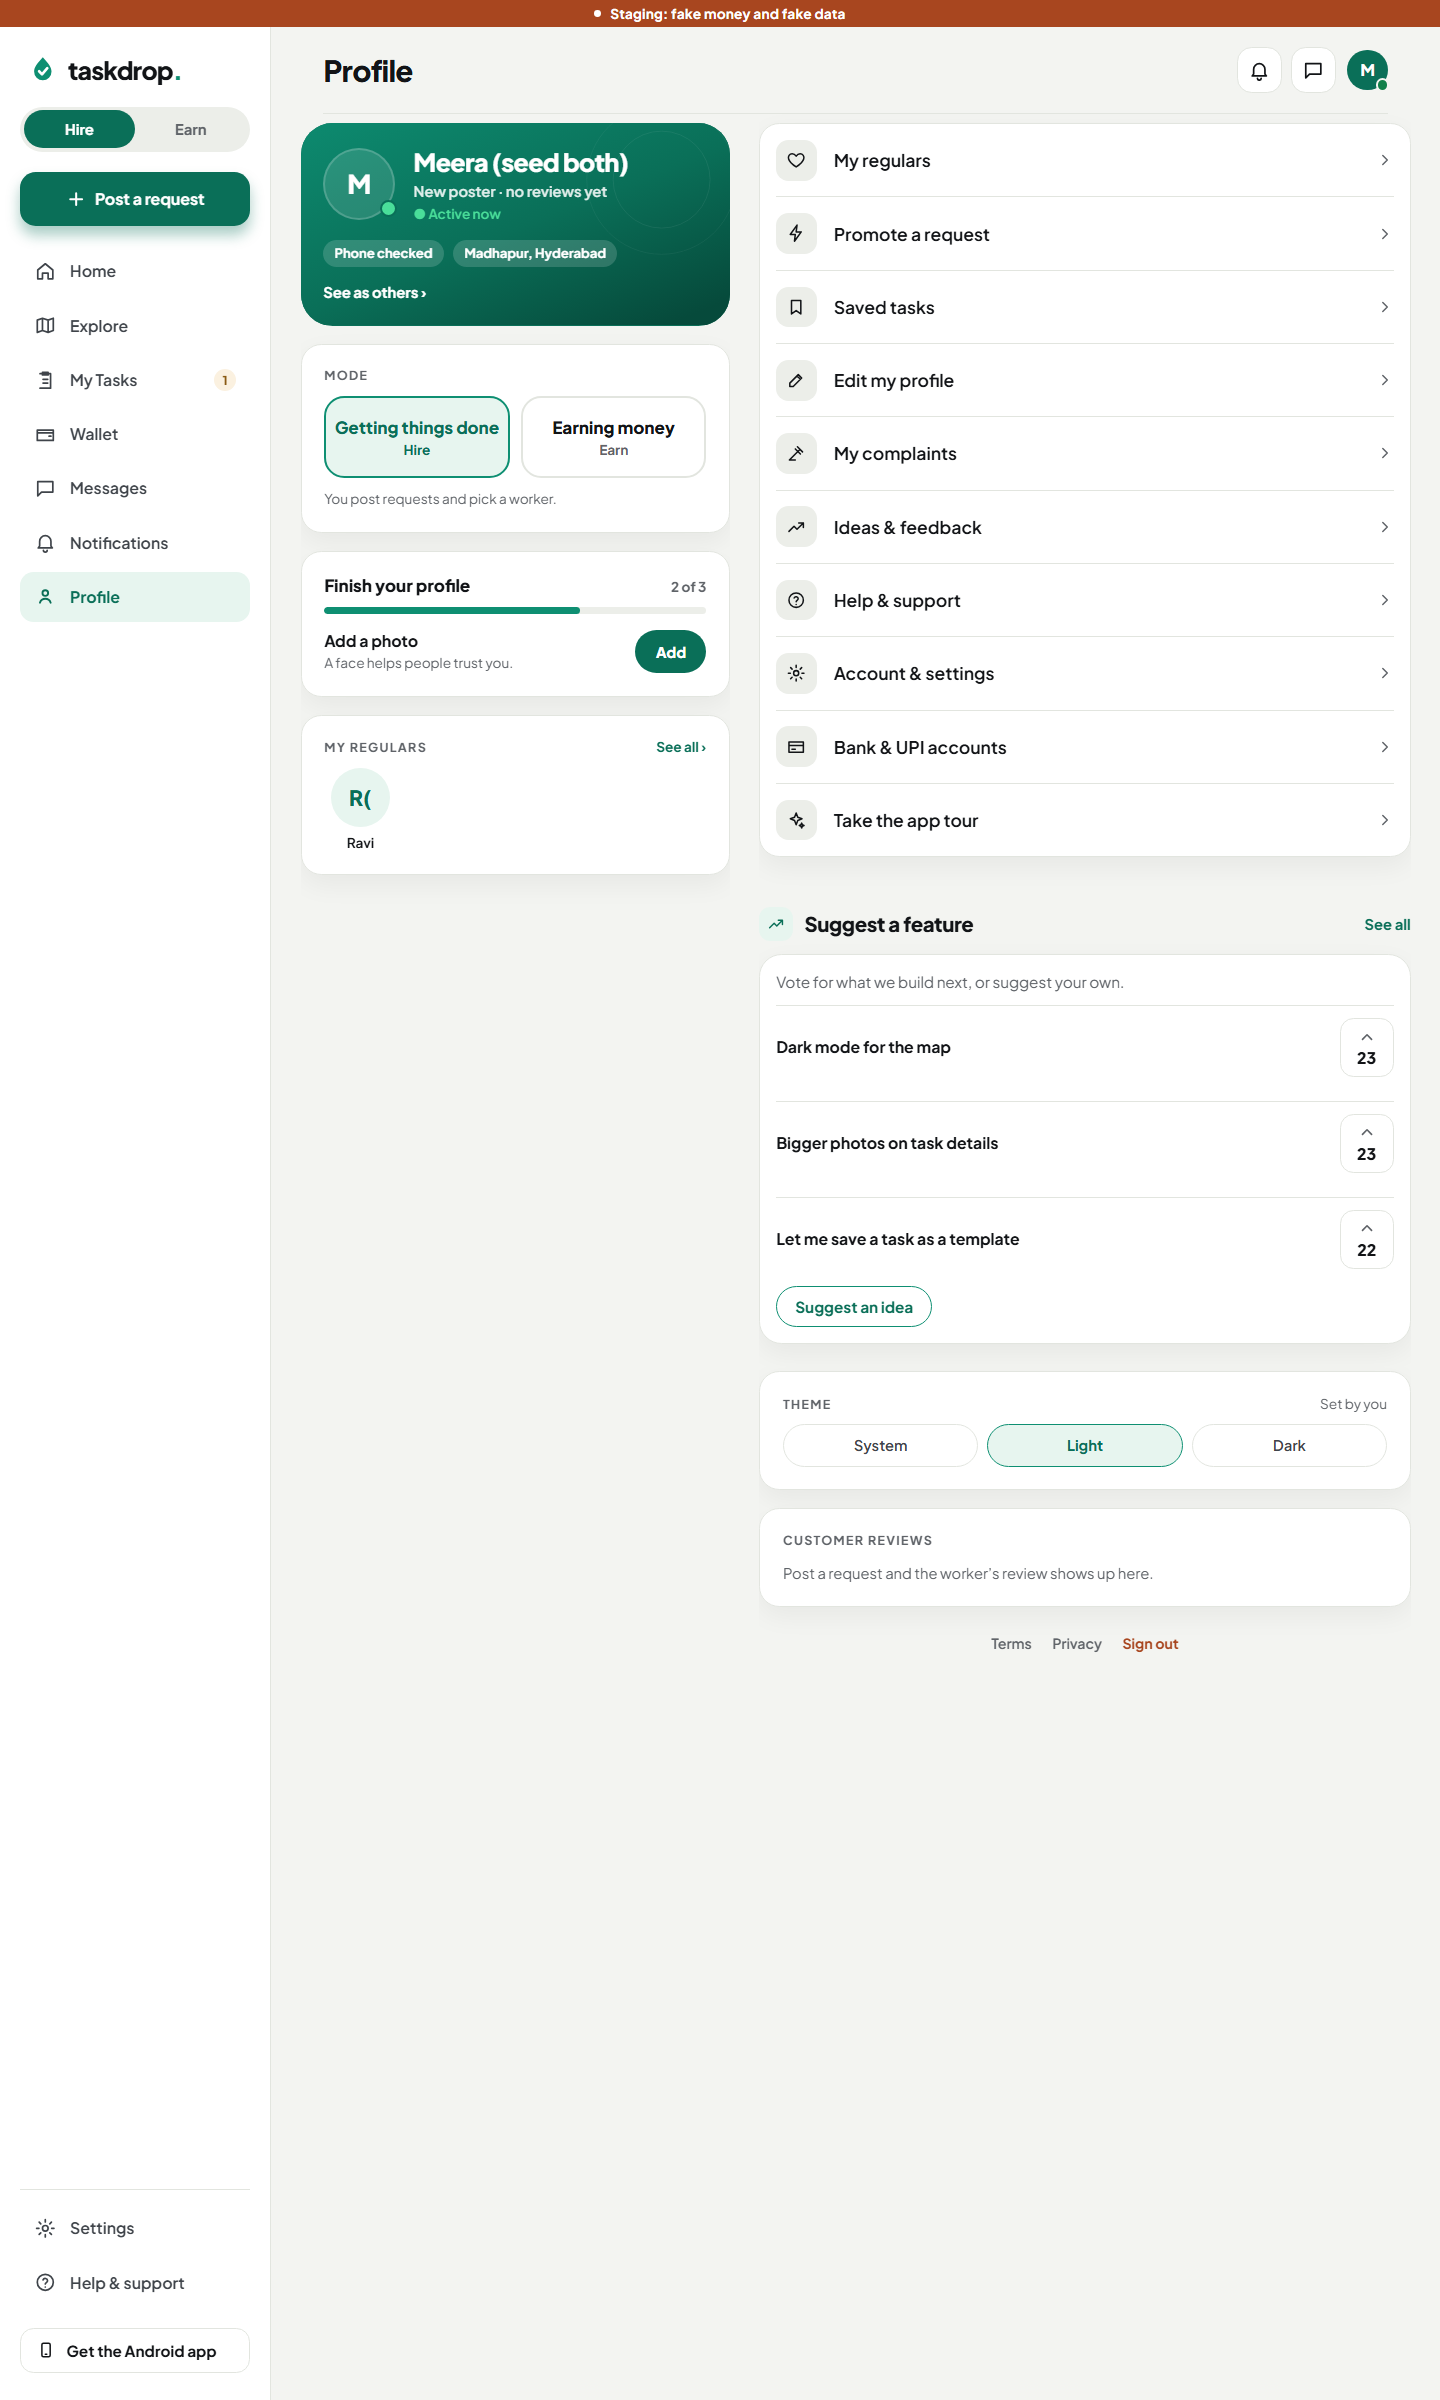 Staging: fake money and fake data
taskdrop.
Hire
Earn
Post a request
Home
Explore
My Tasks
1
Wallet
Messages
Notifications
Profile
Settings
Help & support
Get the Android app
Profile
M
M
Meera (seed both)
New poster · no reviews yet
Active now
Phone checked
Madhapur, Hyderabad
See as others ›
MODE
Getting things done
Hire
Earning money
Earn
You post requests and pick a worker.
Finish your profile
2 of 3
Add a photo
A face helps people trust you.
Add
MY REGULARS
See all ›
R(
Ravi
My regulars
Promote a request
Saved tasks
Edit my profile
My complaints
Ideas & feedback
Help & support
Account & settings
Bank & UPI accounts
Take the app tour
Suggest a feature
See all
Vote for what we build next, or suggest your own.
Dark mode for the map
23
Bigger photos on task details
23
Let me save a task as a template
22
Suggest an idea
THEME
Set by you
System
Light
Dark
CUSTOMER REVIEWS
Post a request and the worker's review shows up here.
Terms
Privacy
Sign out